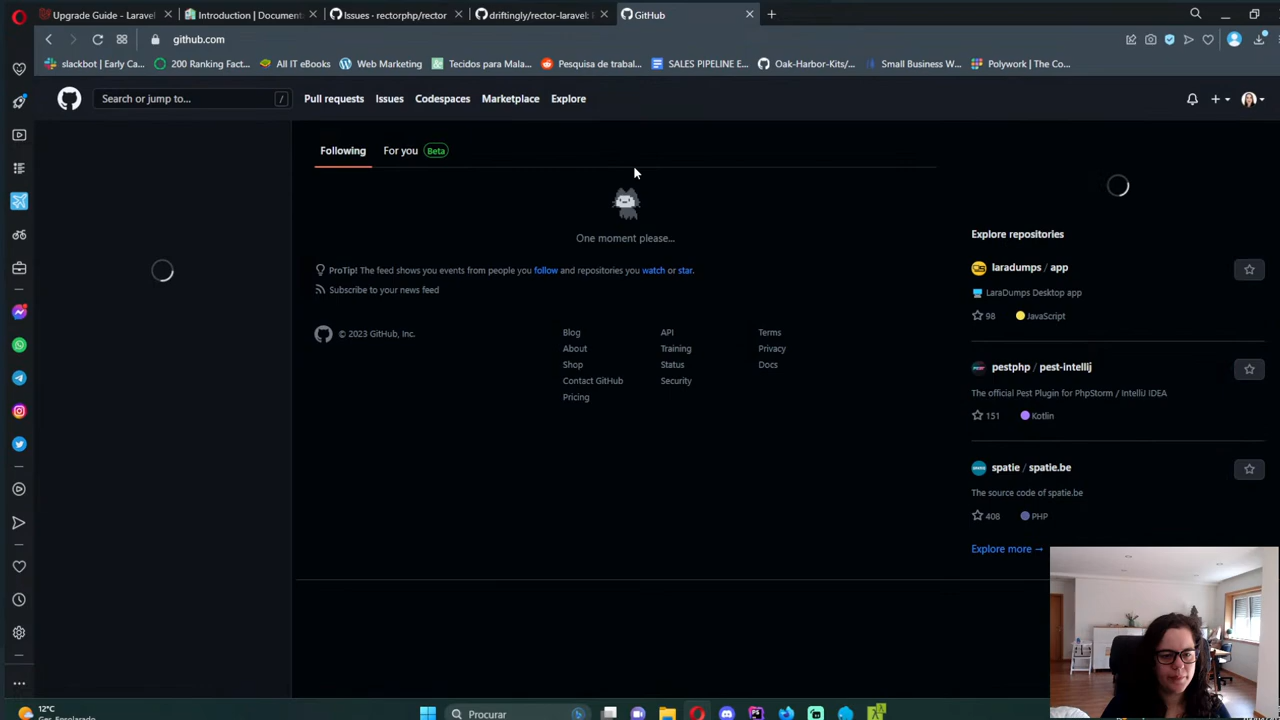 Upgrade Guide - Laravel
Introduction | Document
Issues · rectorphp/rector
driftingly/rector-laravel:
GitHub
github.com
slackbot | Early Ca...
200 Ranking Fact...
All IT eBooks
Web Marketing
Tecidos para Mala...
Pesquisa de trabal...
SALES PIPELINE E...
Oak-Harbor-Kits/...
Small Business W...
Polywork | The Co...
Search or jump to...
/
Pull requests
Issues
Codespaces
Marketplace
Explore
Following
For you
Beta
One moment please...
ProTip! The feed shows you events from people you follow and repositories you watch or star.
Subscribe to your news feed
© 2023 GitHub, Inc.
Blog
About
Shop
Contact GitHub
Pricing
API
Training
Status
Security
Terms
Privacy
Docs
Explore repositories
laradumps / app
LaraDumps Desktop app
98
JavaScript
pestphp / pest-intellij
The official Pest Plugin for PhpStorm / IntelliJ IDEA
151
Kotlin
spatie / spatie.be
The source code of spatie.be
408
PHP
Explore more →
12°C
Ger. Ensolarado
Procurar